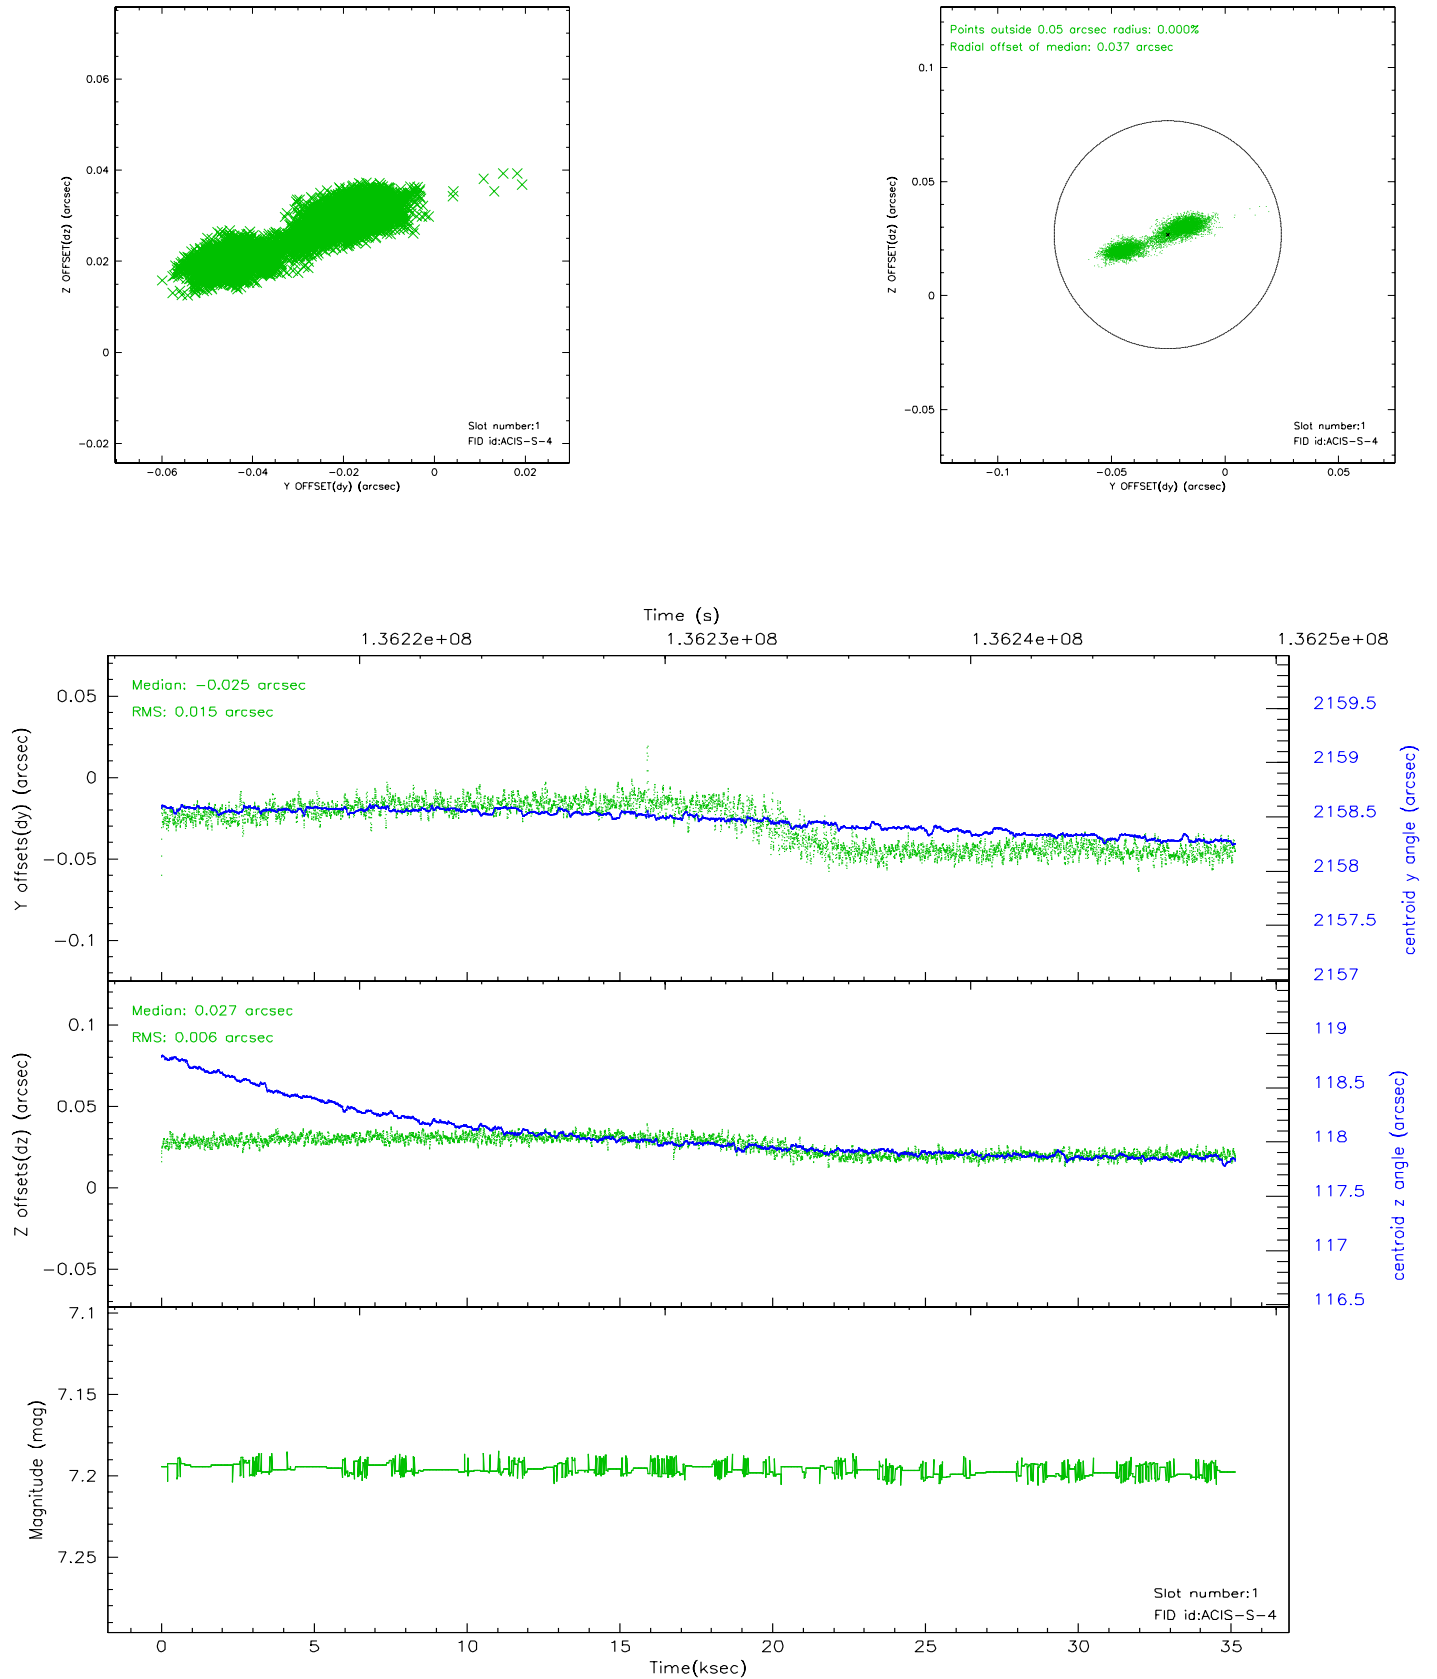 0.06
0.04
0.02
0
−0.02
Z OFFSET(dz) (arcsec)
Slot number:1
FID id:ACIS−S−4
−0.06
−0.04
−0.02
0
0.02
Y OFFSET(dy) (arcsec)
Points outside 0.05 arcsec radius: 0.000%
Radial offset of median: 0.037 arcsec
0.1
0.05
0
−0.05
Z OFFSET(dz) (arcsec)
Slot number:1
FID id:ACIS−S−4
−0.1
−0.05
0
0.05
Y OFFSET(dy) (arcsec)
Time (s)
1.3622e+08
1.3623e+08
1.3624e+08
1.3625e+08
Median: −0.025 arcsec
RMS: 0.015 arcsec
0.05
0
−0.05
−0.1
Y offsets(dy) (arcsec)
2159.5
2159
2158.5
2158
2157.5
2157
centroid y angle (arcsec)
Median: 0.027 arcsec
RMS: 0.006 arcsec
0.1
0.05
0
−0.05
Z offsets(dz) (arcsec)
119
118.5
118
117.5
117
116.5
centroid z angle (arcsec)
7.1
7.15
7.2
7.25
Magnitude (mag)
Slot number:1
FID id:ACIS−S−4
0
5
10
15
20
25
30
35
Time(ksec)